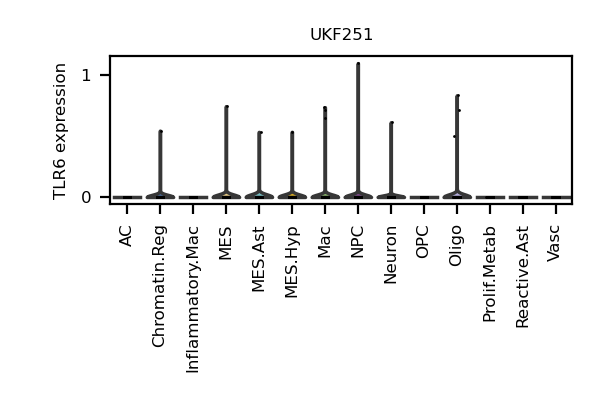 UKF251
TLR6 expression
1
0
AC
Chromatin.Reg
Inflammatory.Mac
MES
MES.Ast
MES.Hyp
Mac
NPC
Neuron
OPC
Oligo
Prolif.Metab
Reactive.Ast
Vasc